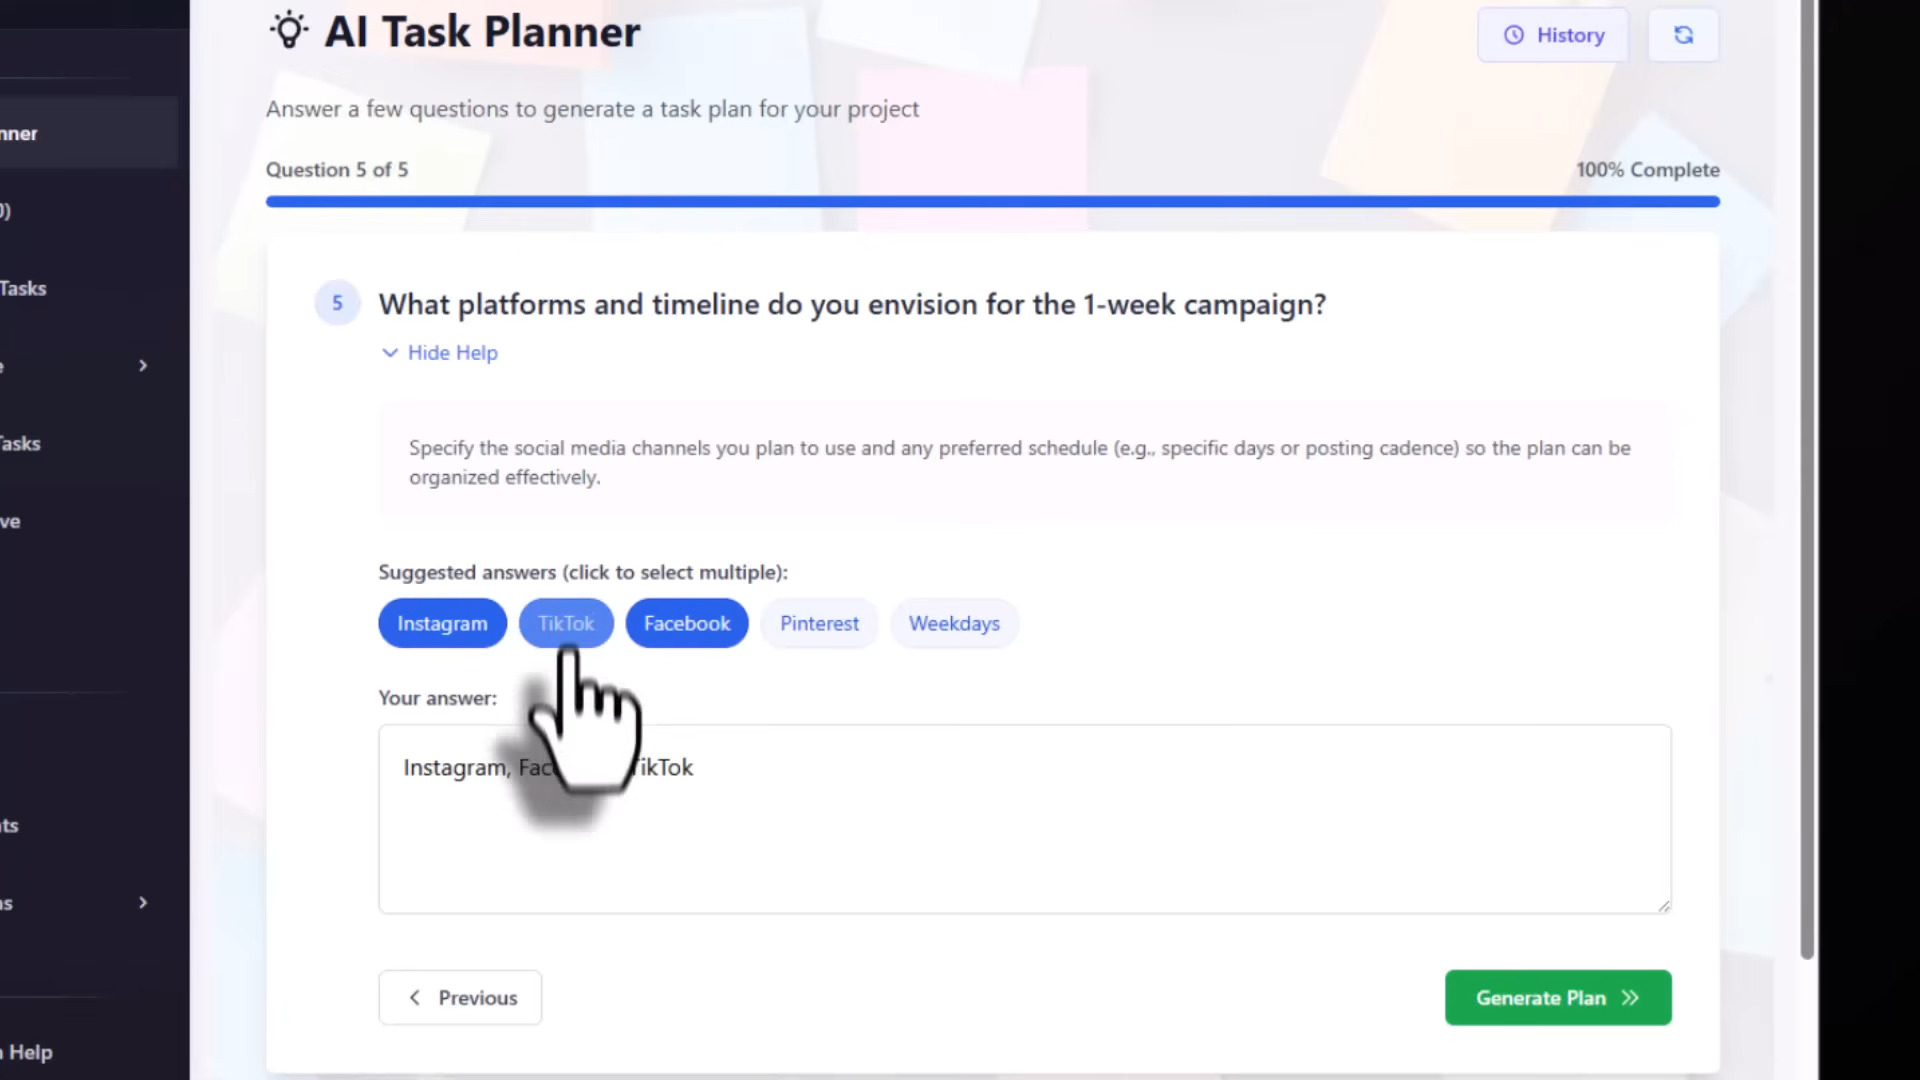 AI Task Planner
History
Answer a few questions to generate a task plan for your project
Question 5 of 5
100% Complete
5
What platforms and timeline do you envision for the 1-week campaign?
Hide Help
Specify the social media channels you plan to use and any preferred schedule (e.g., specific days or posting cadence) so the plan can be
organized effectively.
Suggested answers (click to select multiple):
Instagram
TikTok
Facebook
Pinterest
Weekdays
Your answer:
Instagram, Fac TikTok
Previous
Generate Plan
nner
0)
Tasks
e
Tasks
ve
ts
ns
n Help